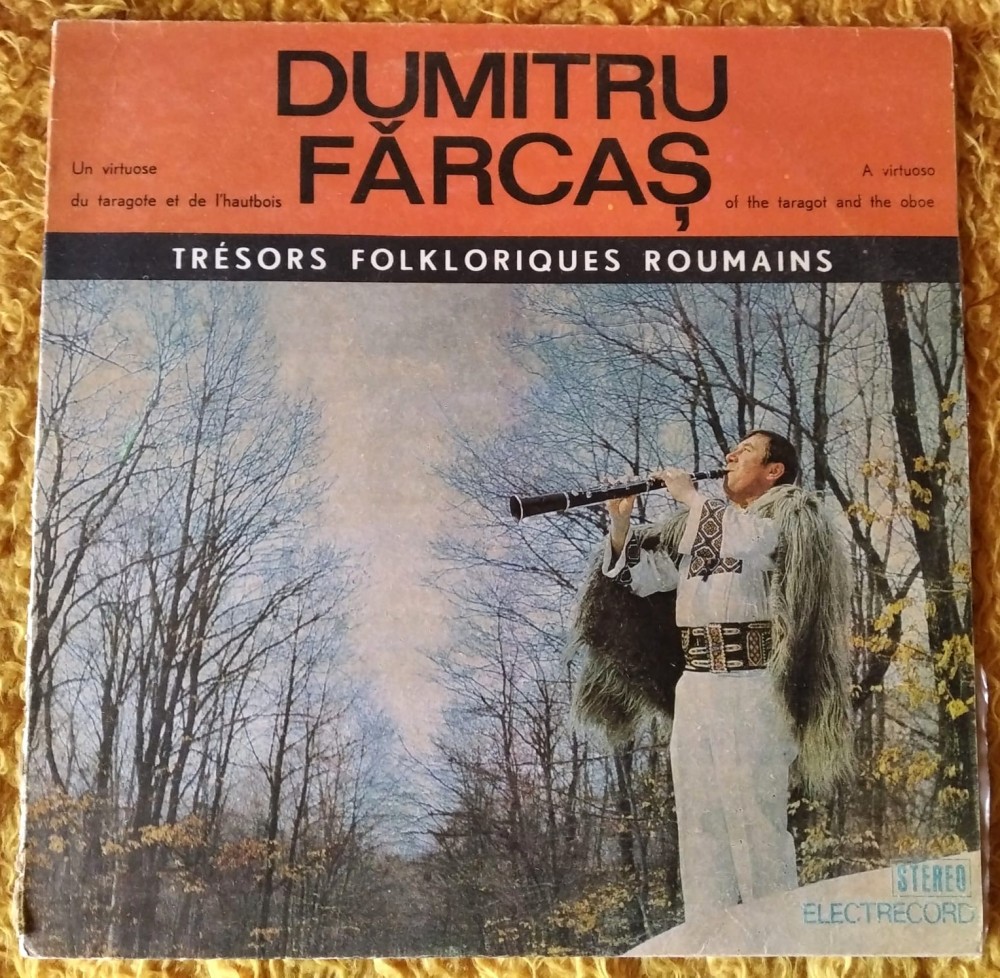 DUMITRU
FĂRCAȘ
Un virtuose
du taragote et de l'hautbois
A virtuoso
of the taragot and the oboe
TRÉSORS FOLKLORIQUES ROUMAINS
STEREO
ELECTRECORD